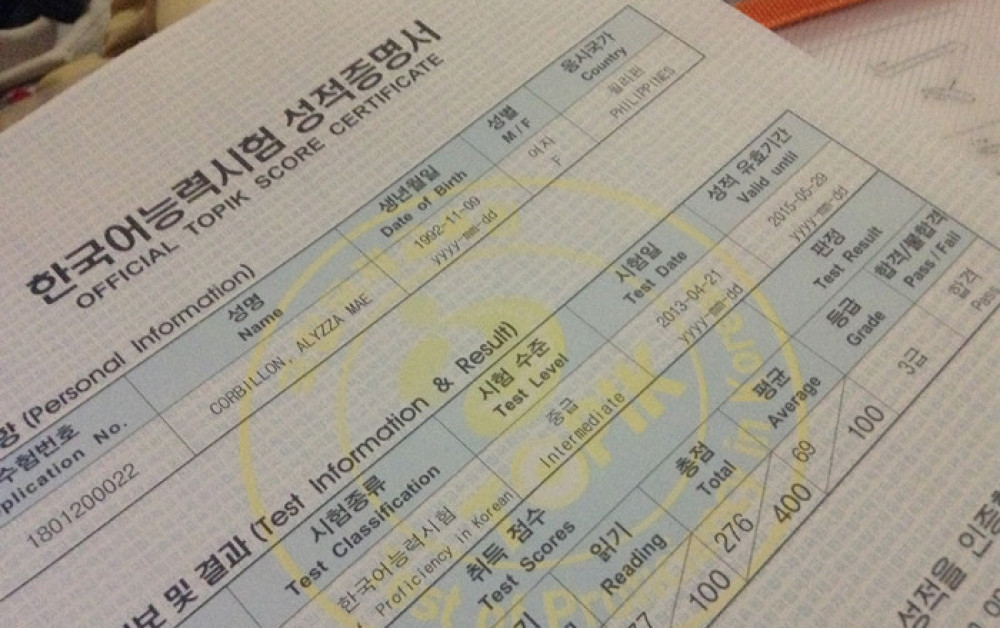 한국어능력시험 성적증명서
OFFICIAL TOPIK SCORE CERTIFICATE
(Personal Information)
수험번호
No.
성명
Name
생년월일
Date of Birth
성별
M / F
응시국가
Country
1801200022
CORBILLON, ALYZZA MAE
1992-11-09
yyyy-mm-dd
여자
F
필리핀
PHILIPPINES
및 결과 (Test Information & Result)
시험종류
Test Classification
시험 수준
Test Level
시험일
Test Date
성적 유효기간
Valid until
한국어능력시험
Proficiency in Korean
중급
Intermediate
2013-04-21
yyyy-mm-dd
2015-05-29
yyyy-mm-dd
취득 점수
Test Scores
판정
Test Result
읽기
Reading
총점
Total
평균
Average
등급
Grade
합격/불합격
Pass / Fail
100
276
400
69
100
3급
합격
성적을
TOPIK